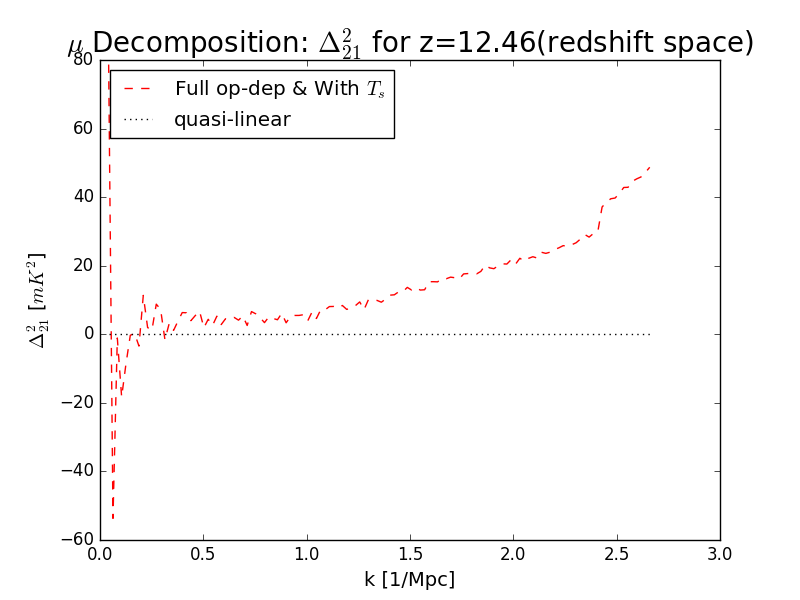 μ Decomposition: Δ²₂₁ for z=12.46(redshift space)
80
60
40
20
0
−20
−40
−60
Δ²₂₁ [mK²]
Full op-dep & With Tₛ
quasi-linear
0.0 0.5 1.0 1.5 2.0 2.5 3.0
k [1/Mpc]